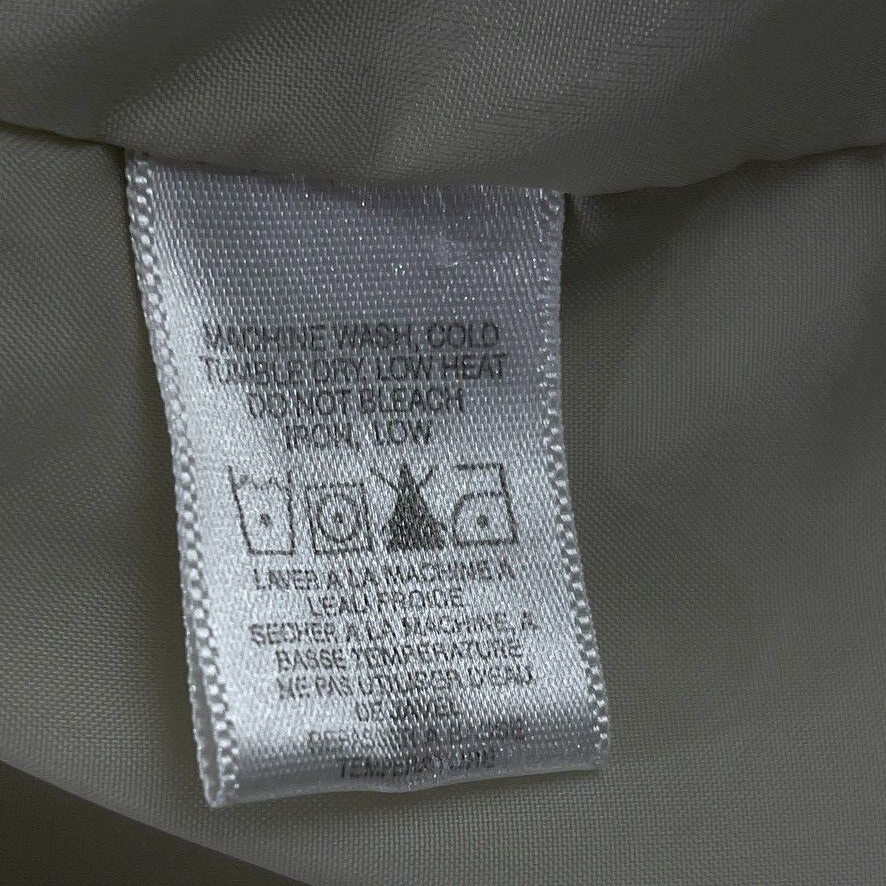 MACHINE WASH, COLD
TUMBLE DRY, LOW HEAT
DO NOT BLEACH
IRON, LOW
LAVER A LA MACHINE A
L'EAU FROIDE
SECHER A LA MACHINE, A
BASSE TEMPERATURE
NE PAS UTILISER D'EAU
DE JAVEL
TEMPERATURE